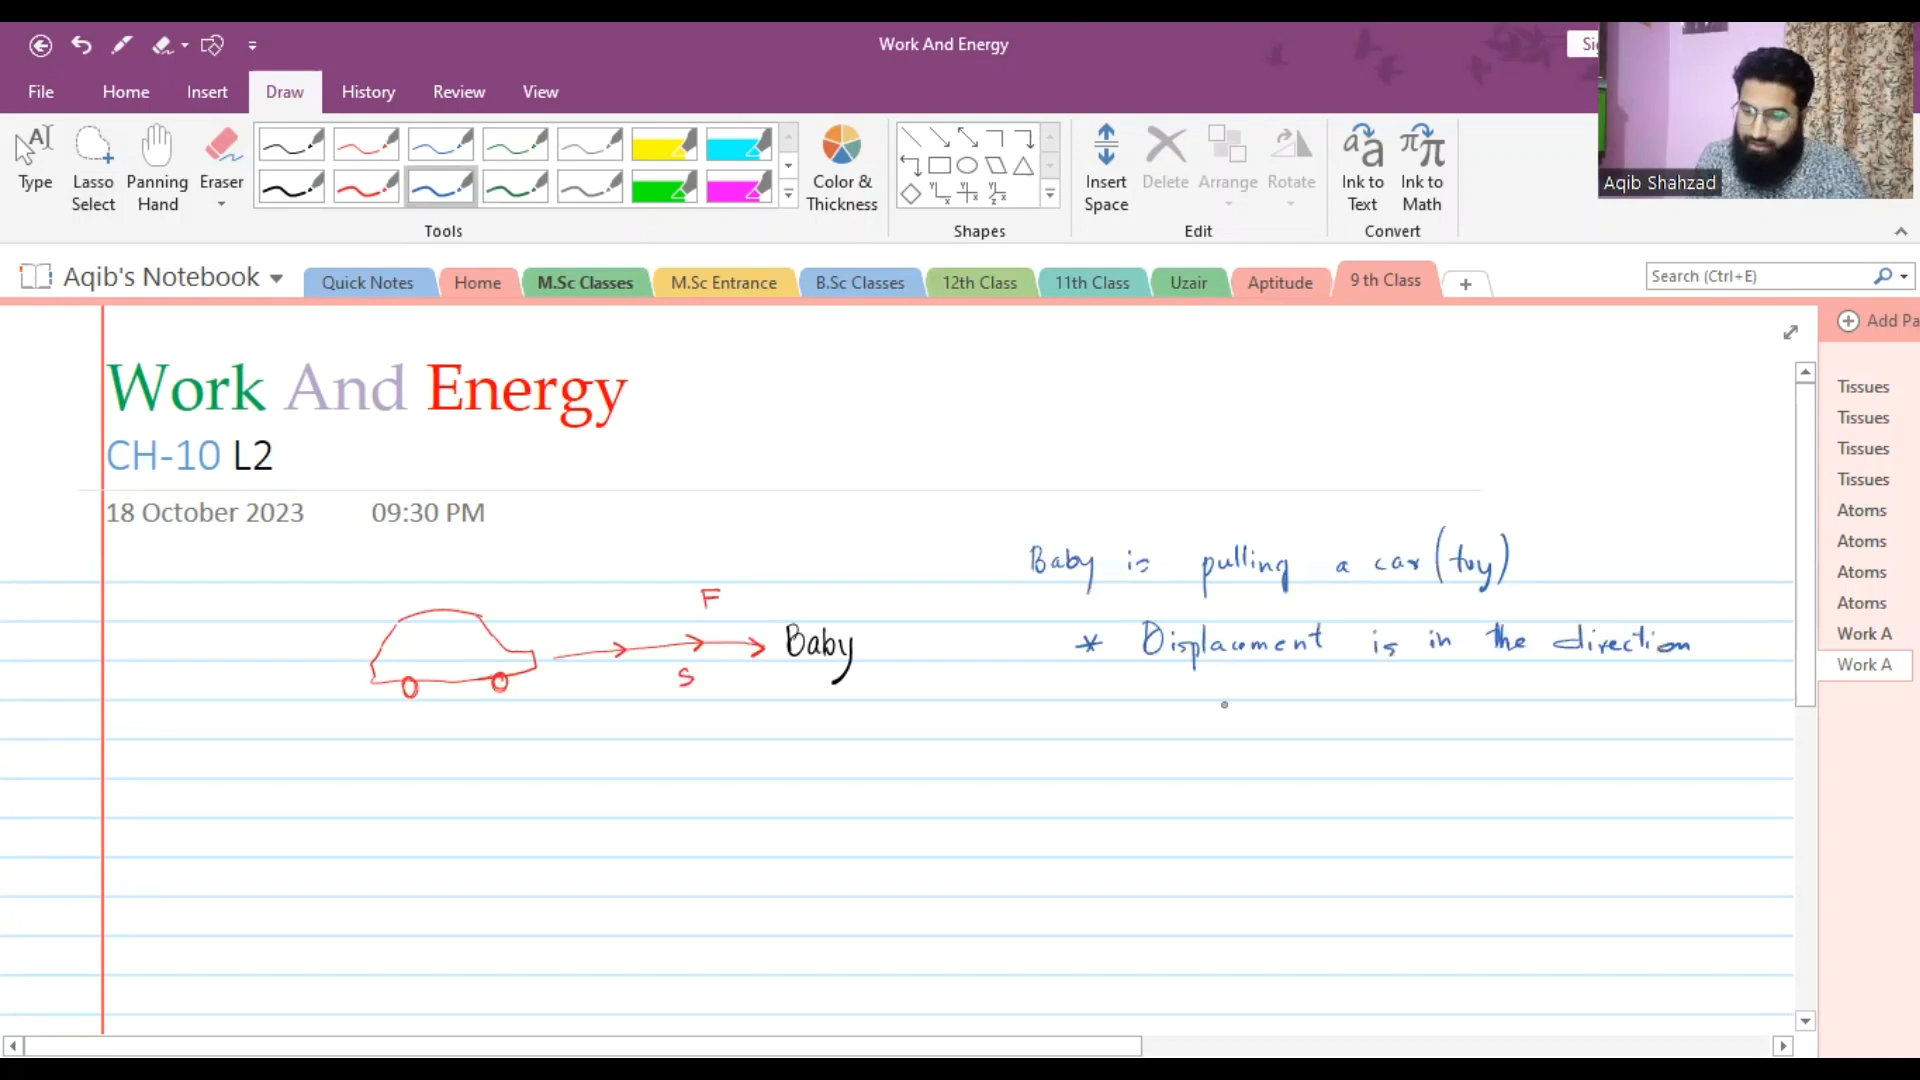 Work And Energy
File Home Insert Draw History Review View
Type
Lasso Select
Panning Hand
Eraser
Color & Thickness
Insert Space
Delete
Arrange
Rotate
Ink to Text
Ink to Math
Tools
Shapes
Edit
Convert
Aqib Shahzad
Aqib's Notebook
Quick Notes Home M.Sc Classes M.Sc Entrance B.Sc Classes 12th Class 11th Class Uzair Aptitude 9 th Class
Search (Ctrl+E)
Add Pa
Work And Energy
CH-10 L2
18 October 2023 09:30 PM
F
S
Baby
Baby is pulling a car (toy)
* Displacement is in the direction
Tissues
Tissues
Tissues
Tissues
Atoms
Atoms
Atoms
Atoms
Work A
Work A